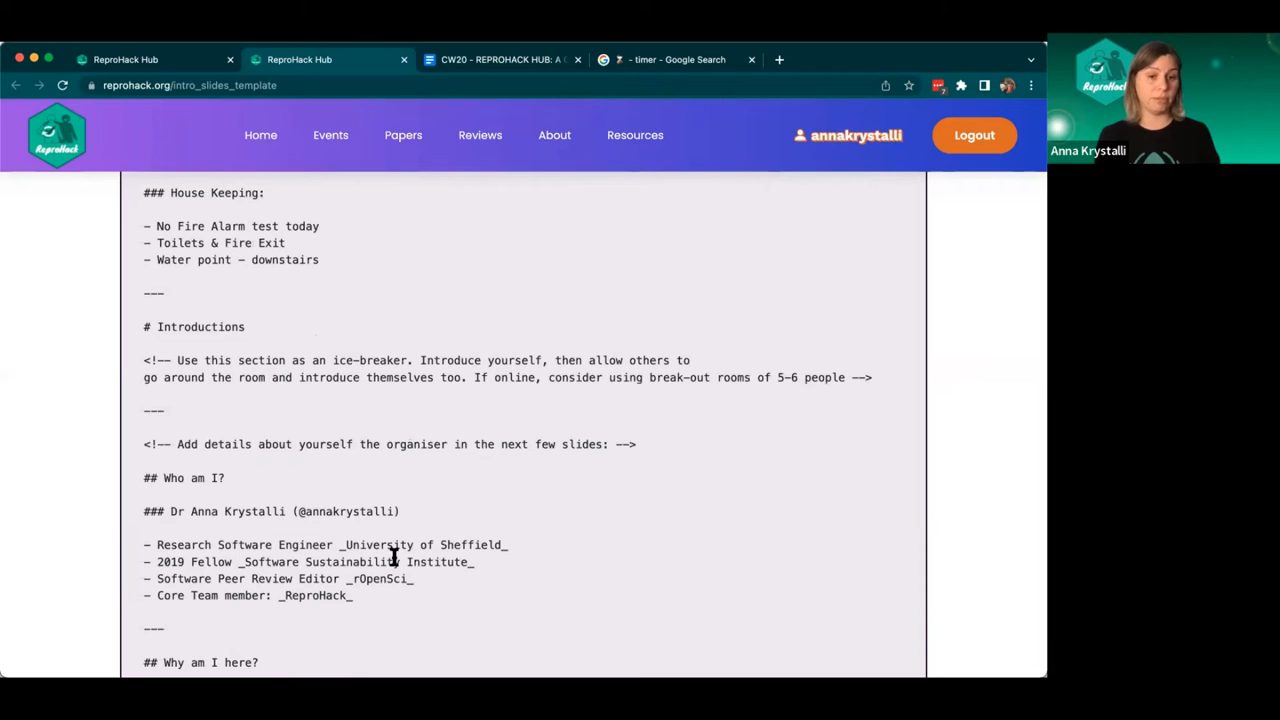 ReproHack Hub
ReproHack Hub
CW20 - REPROHACK HUB: A C
- timer - Google Search
reprohack.org/intro_slides_template
ReproHack
Home
Events
Papers
Reviews
About
Resources
annakrystalli
Logout
Anna Krystalli
### House Keeping:
- No Fire Alarm test today
- Toilets & Fire Exit
- Water point - downstairs
---
# Introductions
<!-- Use this section as an ice-breaker. Introduce yourself, then allow others to
go around the room and introduce themselves too. If online, consider using break-out rooms of 5-6 people -->
---
<!-- Add details about yourself the organiser in the next few slides: -->
## Who am I?
### Dr Anna Krystalli (@annakrystalli)
- Research Software Engineer _University of Sheffield_
- 2019 Fellow _Software Sustainability Institute_
- Software Peer Review Editor _rOpenSci_
- Core Team member: _ReproHack_
---
## Why am I here?